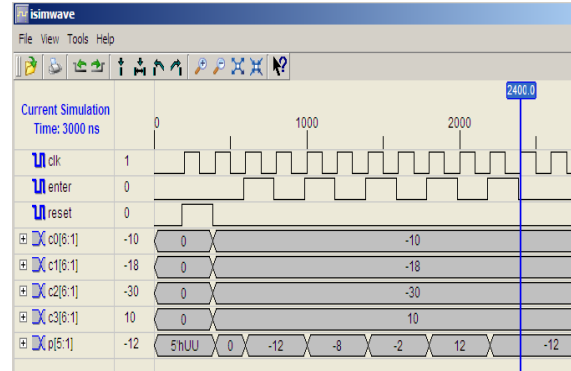 isimwave
File View Tools Help
2400.0
Current Simulation
Time: 3000 ns
0 1000 2000
clk 1
enter 0
reset 0
c0[6:1] -10 0 -10
c1[6:1] -18 0 -18
c2[6:1] -30 0 -30
c3[6:1] 10 0 10
p[5:1] -12 5'hUU 0 -12 -8 -2 12 -12